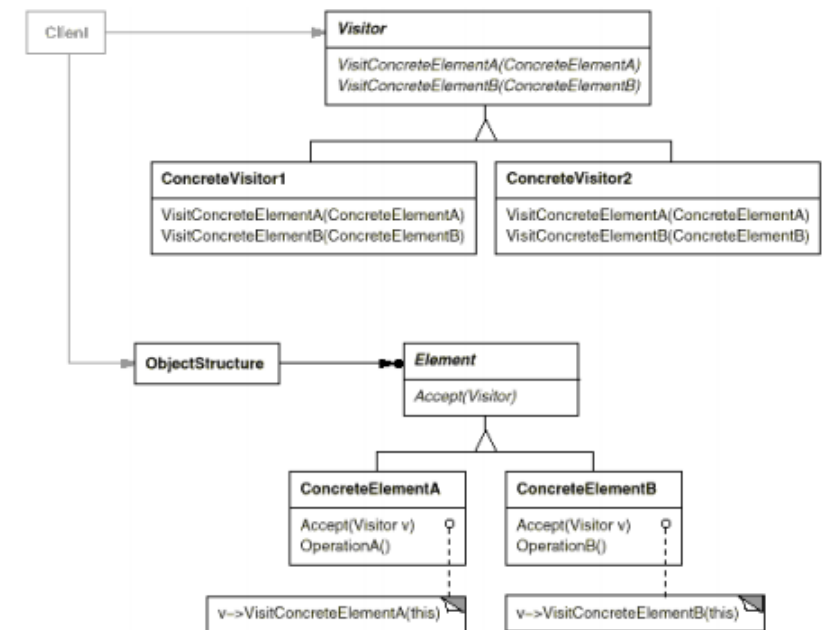 Client
Visitor
VisitConcreteElementA(ConcreteElementA)
VisitConcreteElementB(ConcreteElementB)
ConcreteVisitor1
VisitConcreteElementA(ConcreteElementA)
VisitConcreteElementB(ConcreteElementB)
ConcreteVisitor2
VisitConcreteElementA(ConcreteElementA)
VisitConcreteElementB(ConcreteElementB)
ObjectStructure
Element
Accept(Visitor)
ConcreteElementA
Accept(Visitor v)
OperationA()
ConcreteElementB
Accept(Visitor v)
OperationB()
v->VisitConcreteElementA(this)
v->VisitConcreteElementB(this)